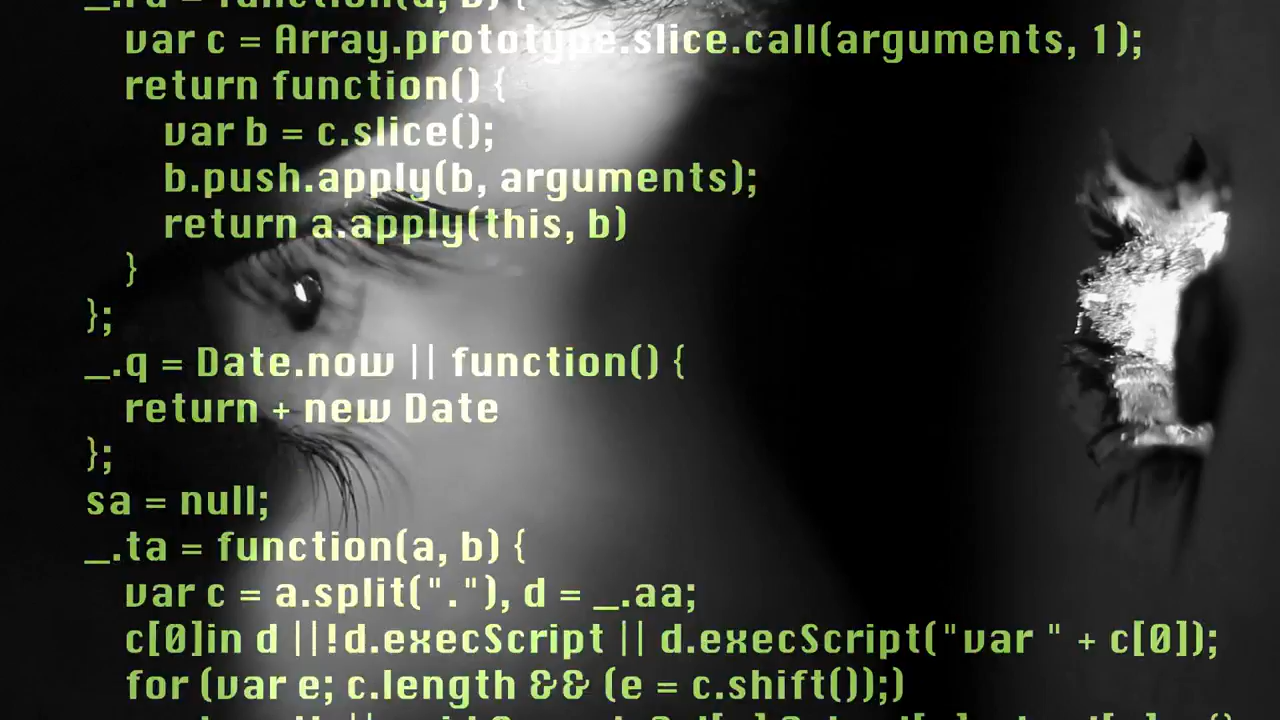 _.ra = function(a, b) {
var c = Array.prototype.slice.call(arguments, 1);
return function() {
var b = c.slice();
b.push.apply(b, arguments);
return a.apply(this, b)
}
};
_.q = Date.now || function() {
return + new Date
};
sa = null;
_.ta = function(a, b) {
var c = a.split("."), d = _.aa;
c[0]in d ||!d.execScript || d.execScript("var " + c[0]);
for (var e; c.length && (e = c.shift());)